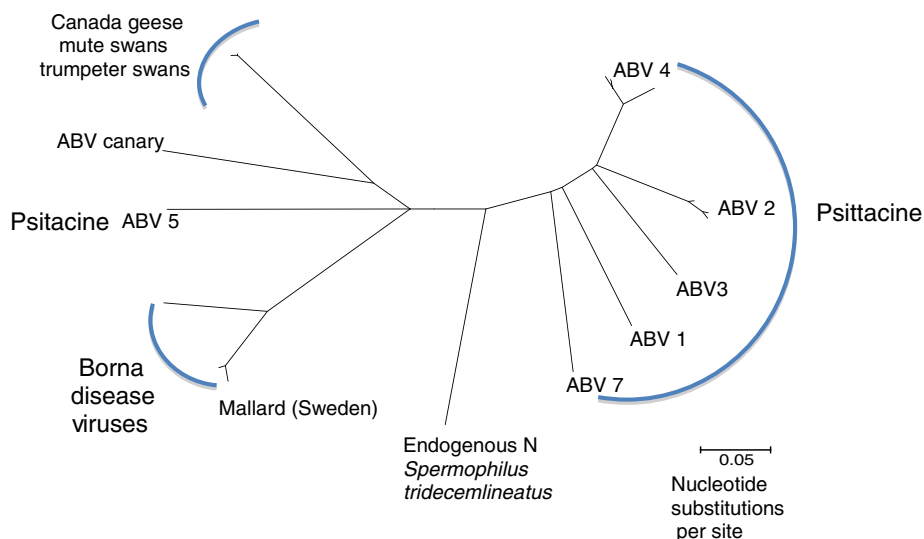 Canada geese
mute swans
trumpeter swans
ABV canary
Psitacine
ABV 5
Borna
disease
viruses
Mallard (Sweden)
Endogenous N
Spermophilus
tridecemlineatus
ABV 4
ABV 2
Psittacine
ABV3
ABV 1
ABV 7
0.05
Nucleotide
substitutions
per site